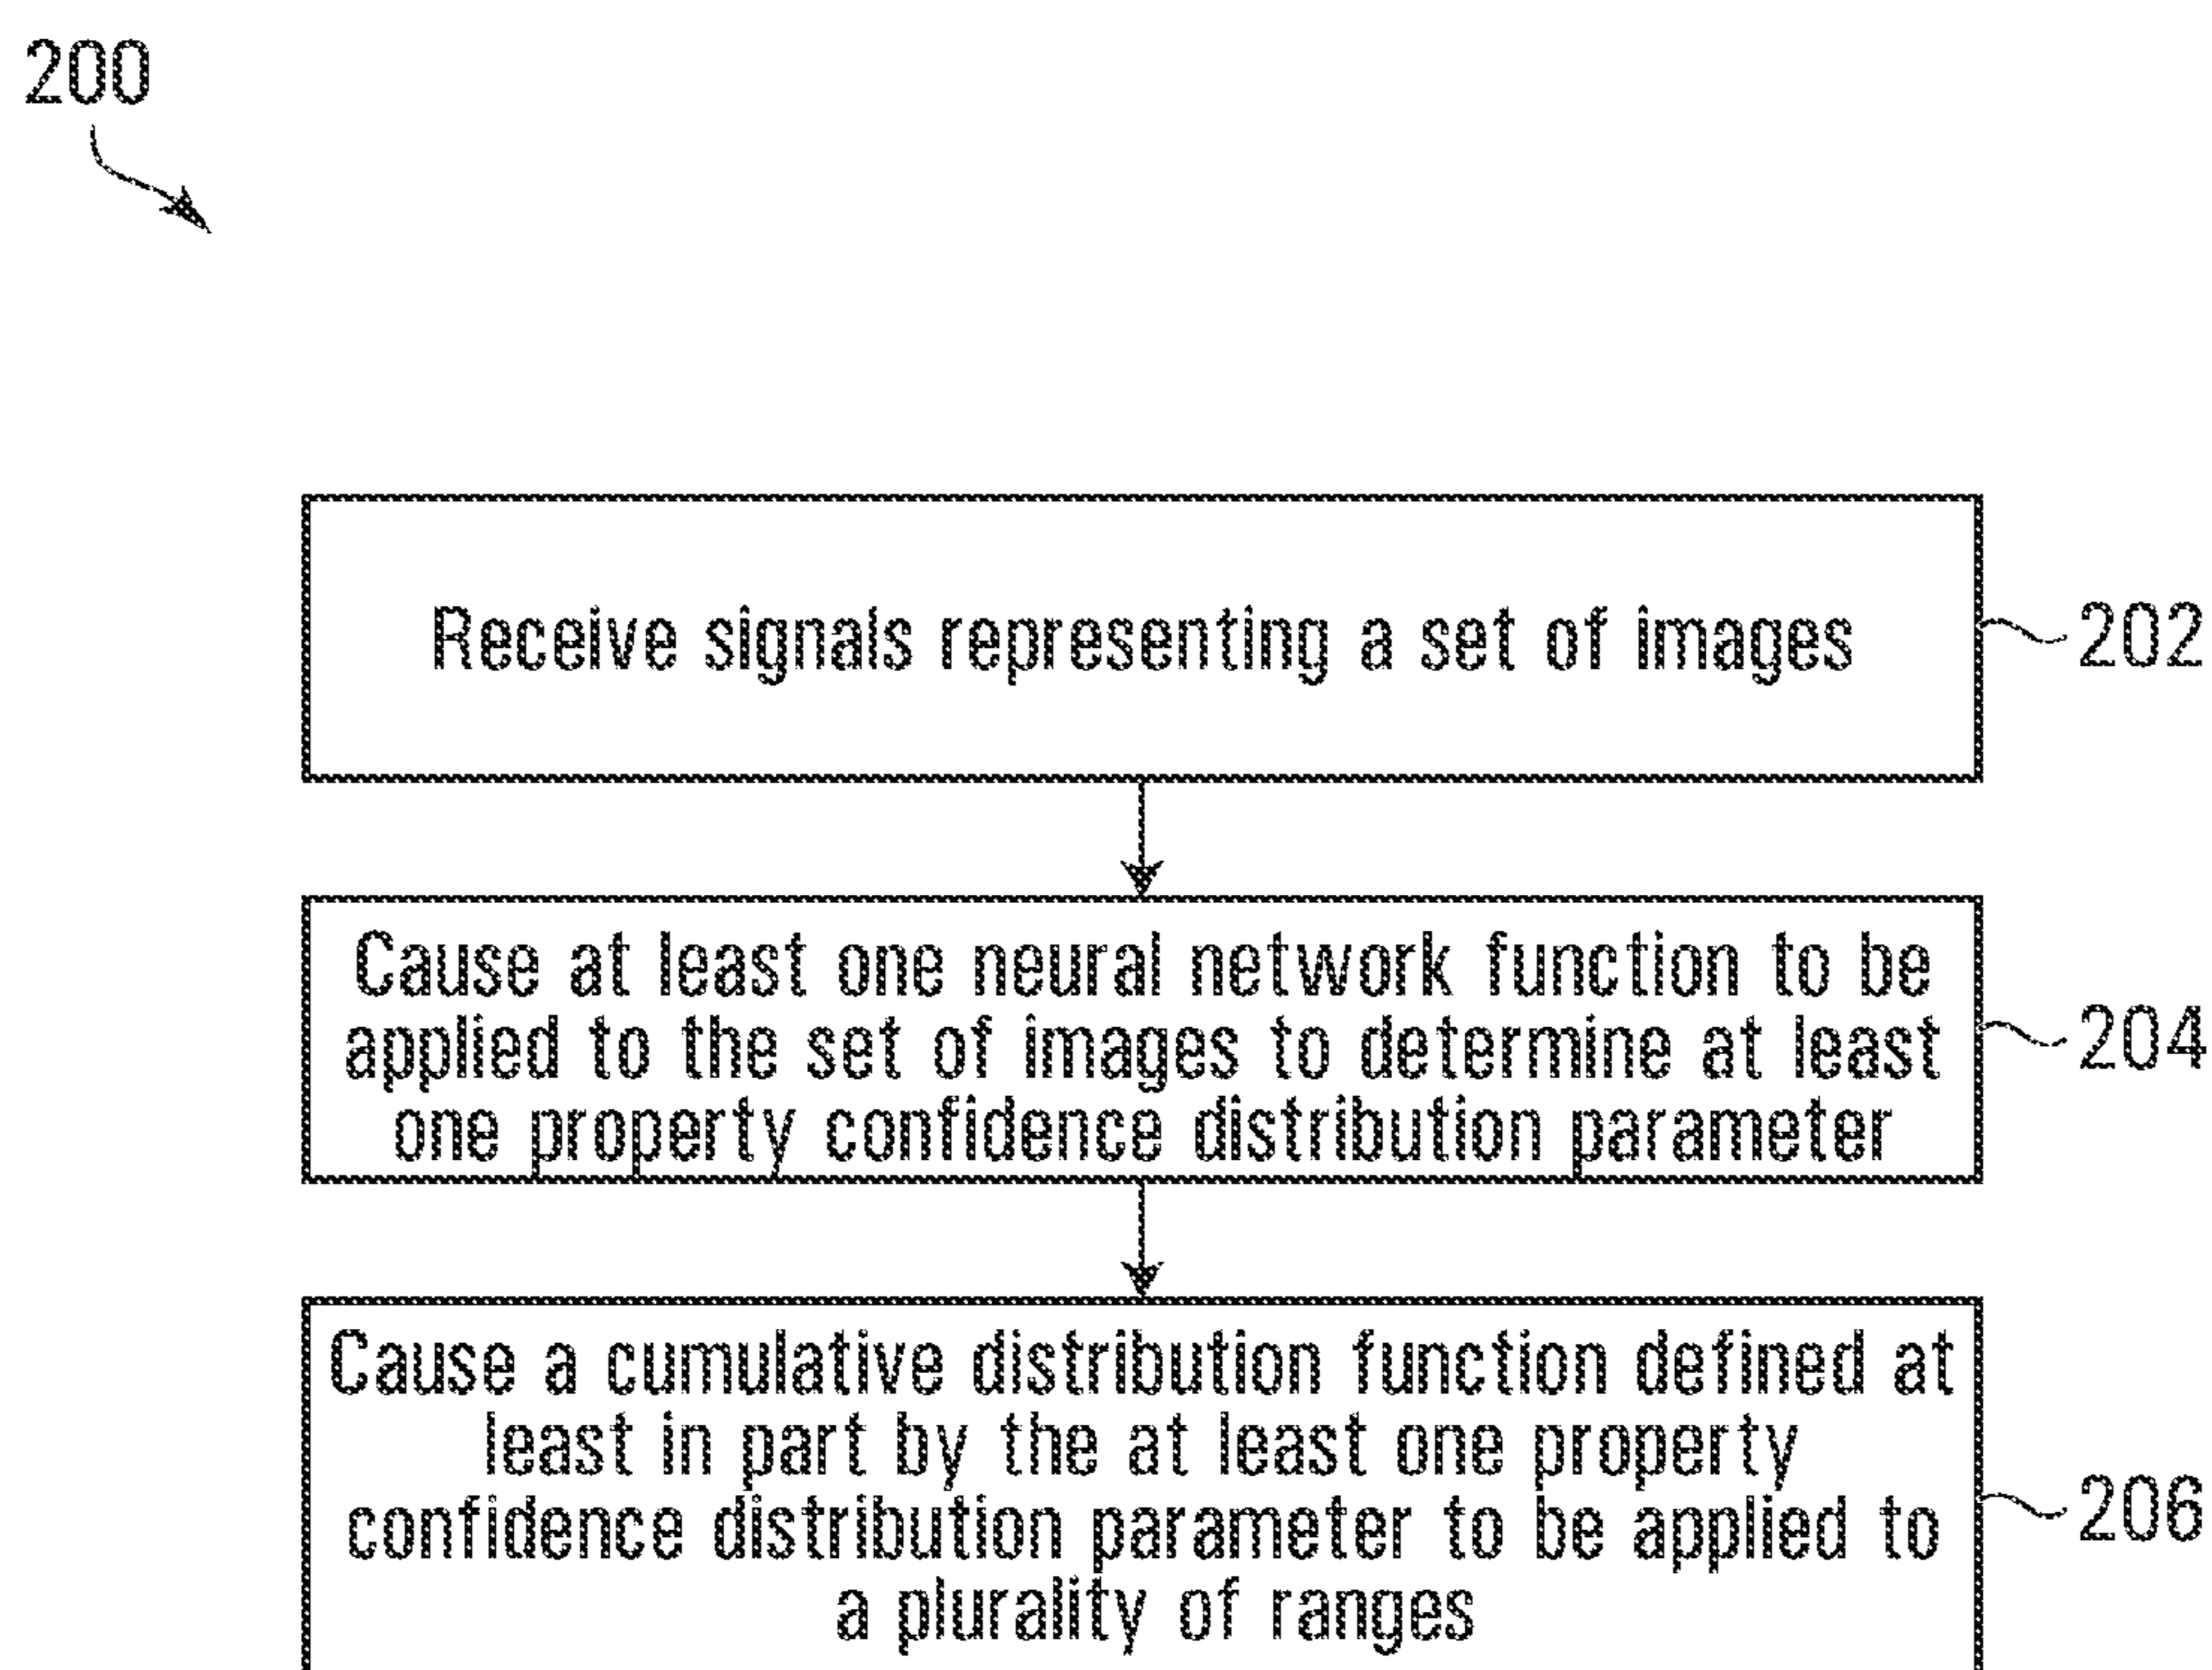 200
Receive signals representing a set of images
202
Cause at least one neural network function to be
applied to the set of images to determine at least
one property confidence distribution parameter
204
Cause a cumulative distribution function defined at
least in part by the at least one property
confidence distribution parameter to be applied to
a plurality of ranges
206